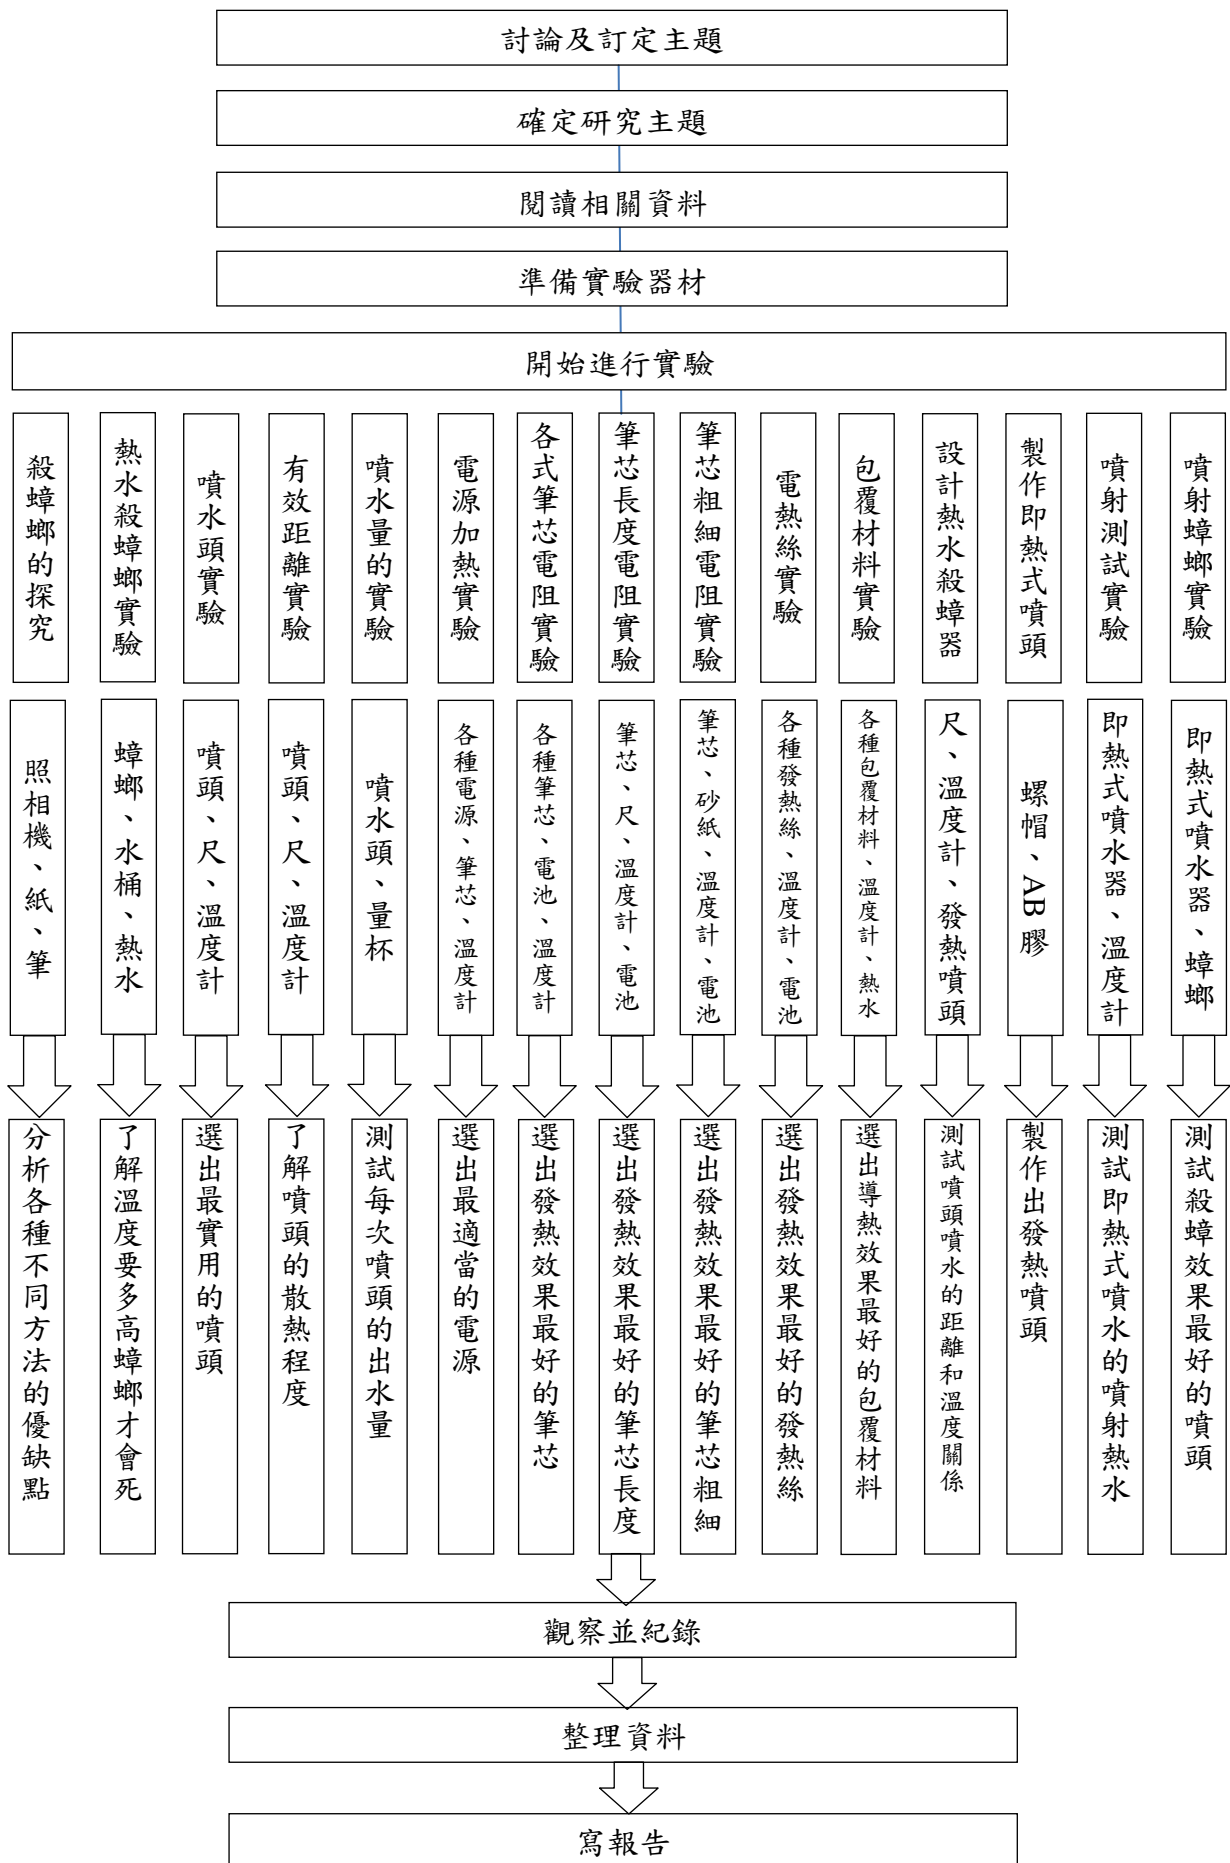 討論及訂定主題
確定研究主題
閱讀相關資料
準備實驗器材
開始進行實驗
殺蟑螂的探究
熱水殺蟑螂實驗
噴水頭實驗
有效距離實驗
噴水量的實驗
電源加熱實驗
各式筆芯電阻實驗
筆芯長度電阻實驗
筆芯粗細電阻實驗
電熱絲實驗
包覆材料實驗
設計熱水殺蟑器
製作即熱式噴頭
噴射測試實驗
噴射蟑螂實驗
照相機、紙、筆
蟑螂、水桶、熱水
噴頭、尺、溫度計
噴頭、尺、溫度計
噴水頭、量杯
各種電源、筆芯、溫度計
各種筆芯、電池、溫度計
筆芯、尺、溫度計、電池
筆芯、砂紙、溫度計、電池
各種發熱絲、溫度計、電池
各種包覆材料、溫度計、熱水
尺、溫度計、發熱噴頭
螺帽、AB膠
即熱式噴水器、溫度計
即熱式噴水器、蟑螂
分析各種不同方法的優缺點
了解溫度要多高蟑螂才會死
選出最實用的噴頭
了解噴頭的散熱程度
測試每次噴頭的出水量
選出最適當的電源
選出發熱效果最好的筆芯
選出發熱效果最好的筆芯長度
選出發熱效果最好的筆芯粗細
選出發熱效果最好的發熱絲
選出導熱效果最好的包覆材料
測試噴頭噴水的距離和溫度關係
製作出發熱噴頭
測試即熱式噴水的噴射熱水
測試殺蟑效果最好的噴頭
觀察並紀錄
整理資料
寫報告